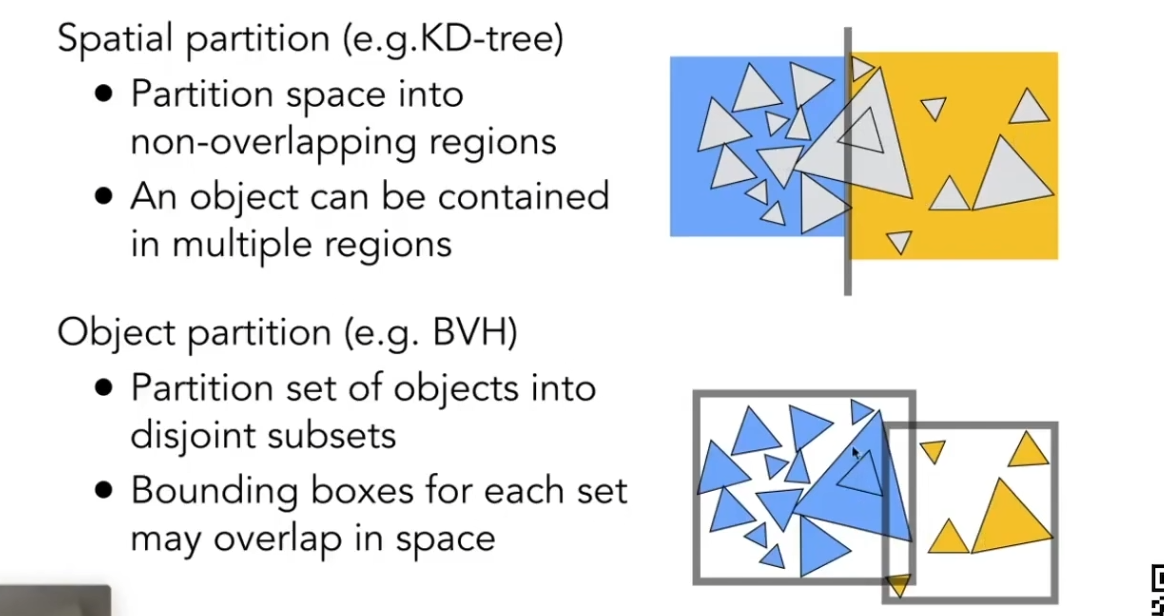 Spatial partition (e.g.KD-tree)
● Partition space into
non-overlapping regions
● An object can be contained
in multiple regions
Object partition (e.g. BVH)
● Partition set of objects into
disjoint subsets
● Bounding boxes for each set
may overlap in space